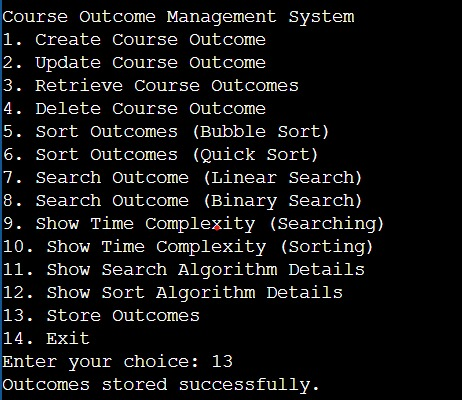 Course Outcome Management System
1. Create Course Outcome
2. Update Course Outcome
3. Retrieve Course Outcomes
4. Delete Course Outcome
5. Sort Outcomes (Bubble Sort)
6. Sort Outcomes (Quick Sort)
7. Search Outcome (Linear Search)
8. Search Outcome (Binary Search)
9. Show Time Complexity (Searching)
10. Show Time Complexity (Sorting)
11. Show Search Algorithm Details
12. Show Sort Algorithm Details
13. Store Outcomes
14. Exit
Enter your choice: 13
Outcomes stored successfully.